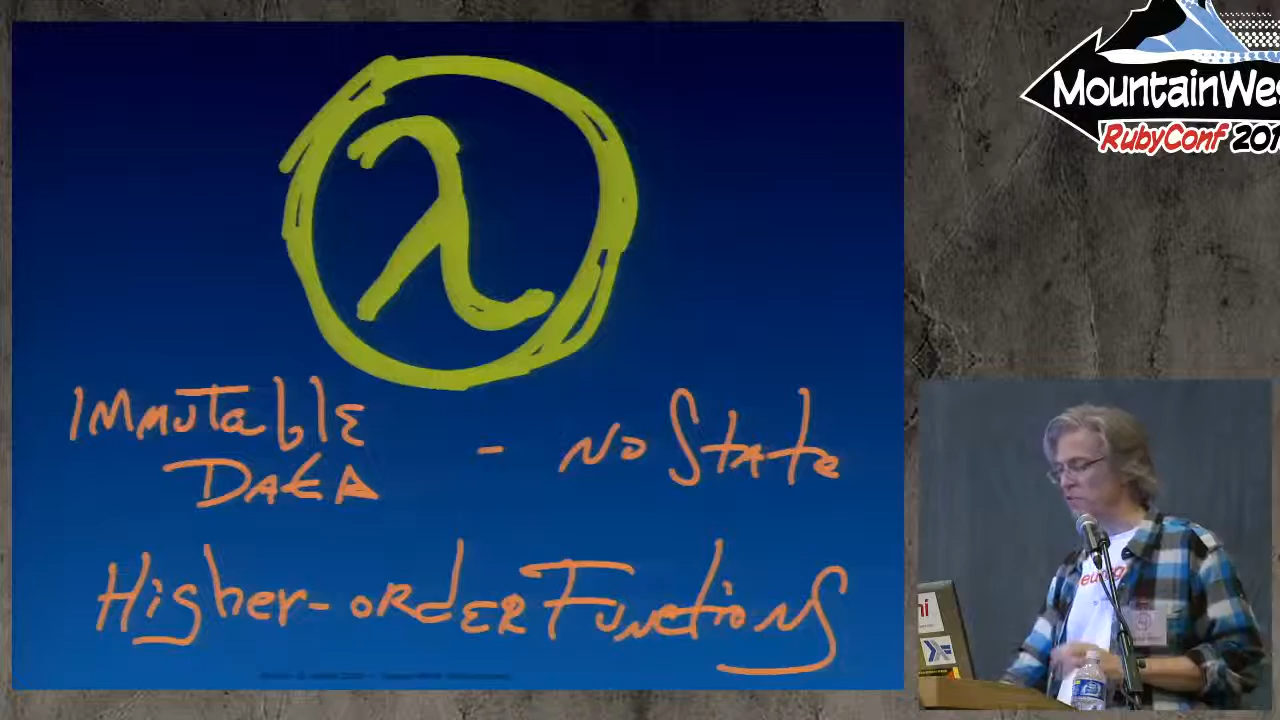 MountainWes
RubyConf 201
λ
Immutable
Data
- No State
Higher-order Functions